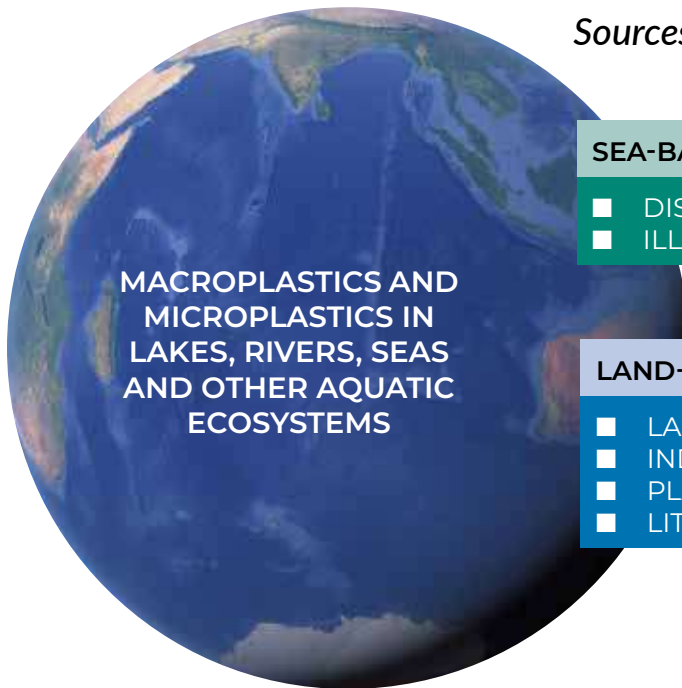 Sources
SEA-BA
DIS
ILL
MACROPLASTICS AND
MICROPLASTICS IN
LAKES, RIVERS, SEAS
AND OTHER AQUATIC
ECOSYSTEMS
LAND-
LA
IND
PL
LIT